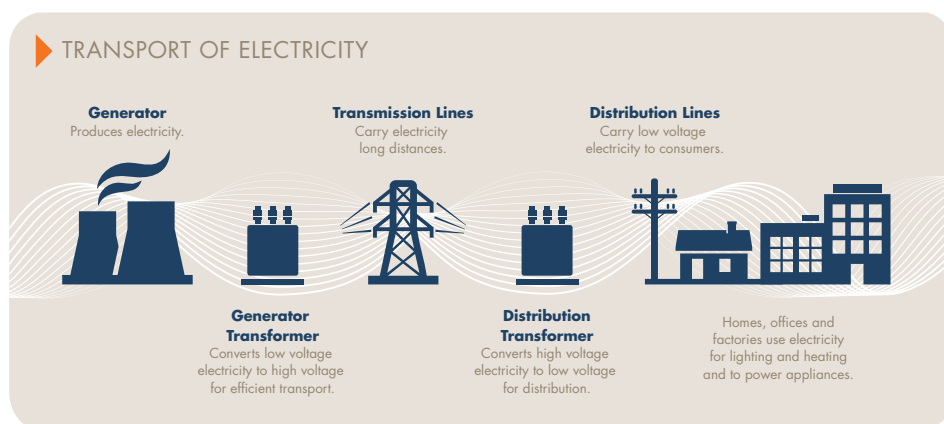 TRANSPORT OF ELECTRICITY
Generator
Produces electricity.
Transmission Lines
Carry electricity
long distances.
Distribution Lines
Carry low voltage
electricity to consumers.
Generator
Transformer
Converts low voltage
electricity to high voltage
for efficient transport.
Distribution
Transformer
Converts high voltage
electricity to low voltage
for distribution.
Homes, offices and
factories use electricity
for lighting and heating
and to power appliances.